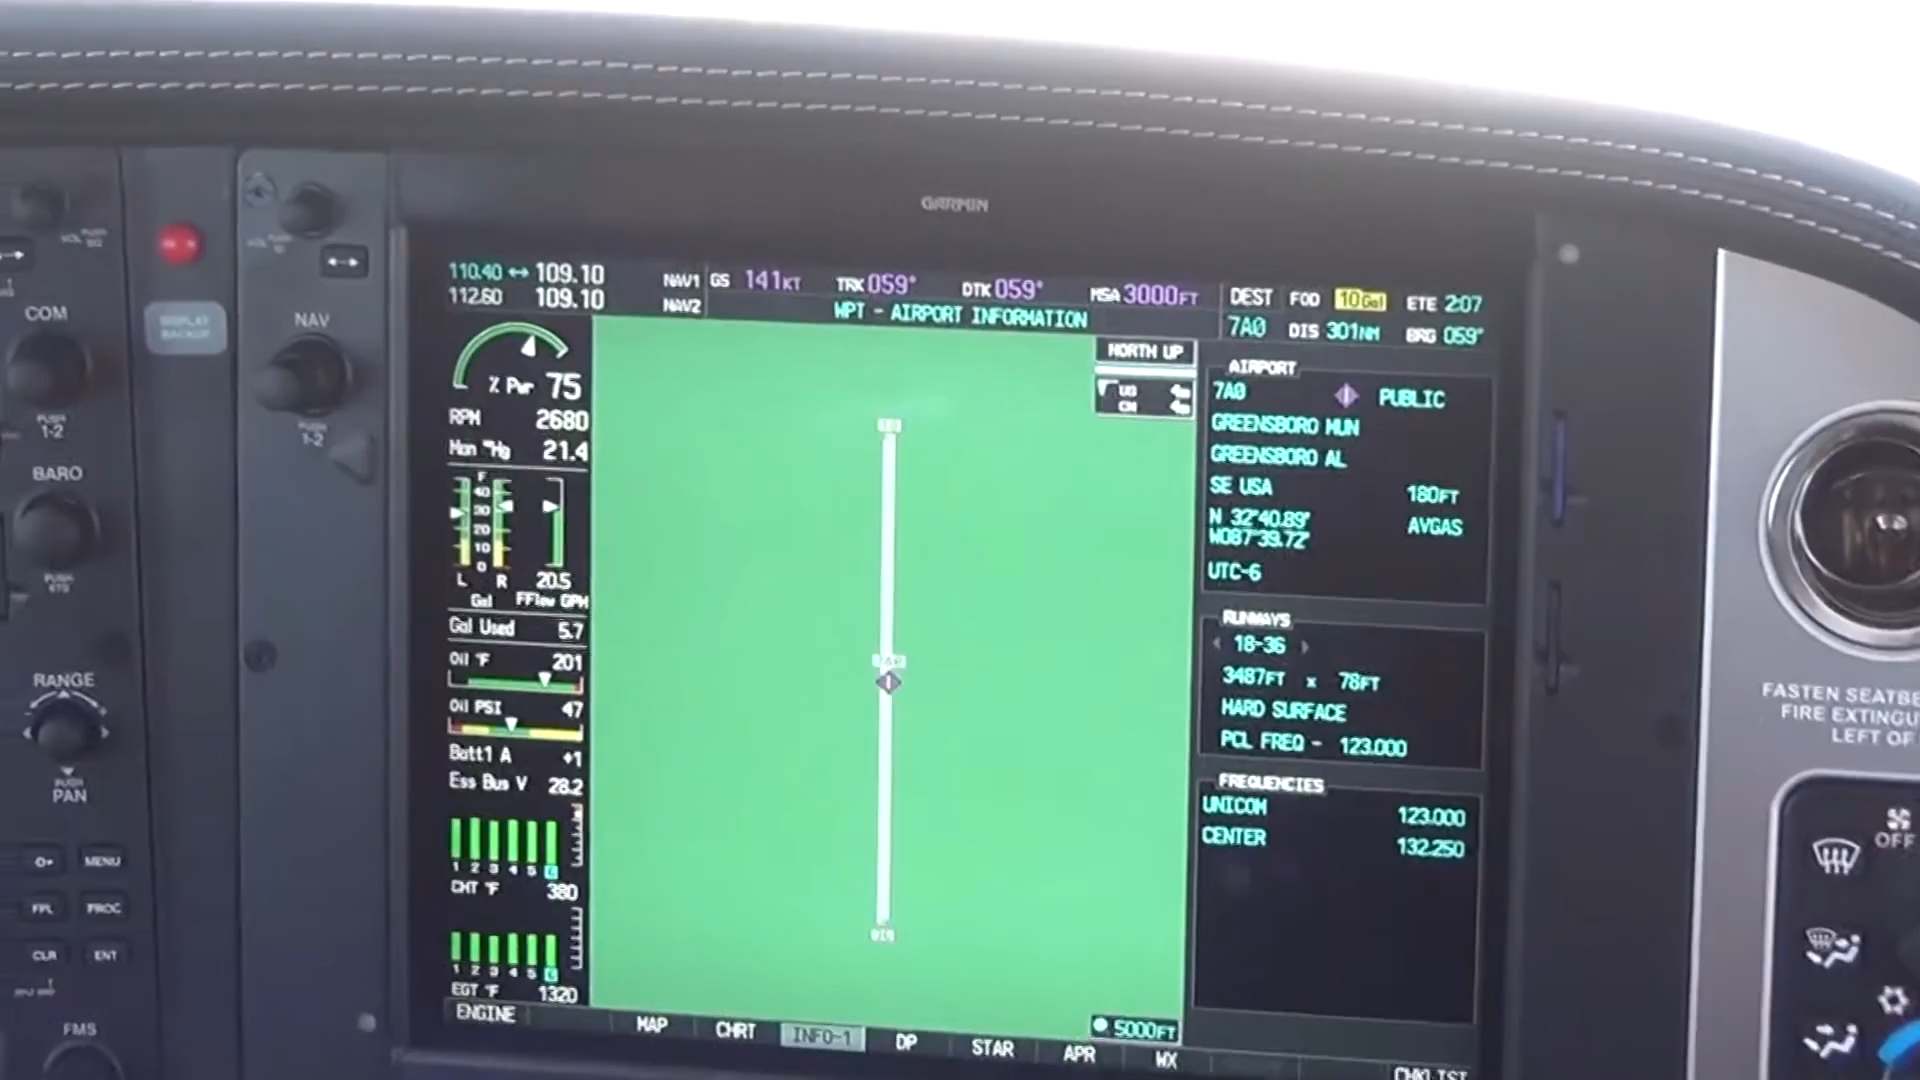 GARMIN
110.40 ↔ 109.10 NAV1
112.60 109.10 NAV2
GS 141KT TRK 059° DTK 059° MSA 3000FT
WPT - AIRPORT INFORMATION
DEST FOD 10Gal ETE 2:07
7A0 DIS 301NM BRG 059°
% Pwr 75
RPM 2680
Man "Hg 21.4
F
40
30
20
10
0
L R 20.5
Gal FFlow GPH
Gal Used 5.7
Oil °F 201
Oil PSI 47
Batt1 A +1
Ess Bus V 28.2
1 2 3 4 5 6
CHT °F 380
1 2 3 4 5 6
EGT °F 1320
ENGINE
NORTH UP
5000FT
AIRPORT
7A0 PUBLIC
GREENSBORO MUN
GREENSBORO AL
SE USA 180FT
N 32°40.89' AVGAS
W087°39.72'
UTC-6
RUNWAYS
18-36
3487FT x 78FT
HARD SURFACE
PCL FREQ - 123.000
FREQUENCIES
UNICOM 123.000
CENTER 132.250
MAP CHRT INFO-1 DP STAR APR WX CHKLIST
COM
PUSH
1-2
BARO
PUSH
STD
RANGE
PUSH
PAN
MENU
FPL PROC
CLR ENT
FMS
DISPLAY
BACKUP
NAV
PUSH
1-2
FASTEN SEATBE
FIRE EXTINGU
LEFT OF
OFF